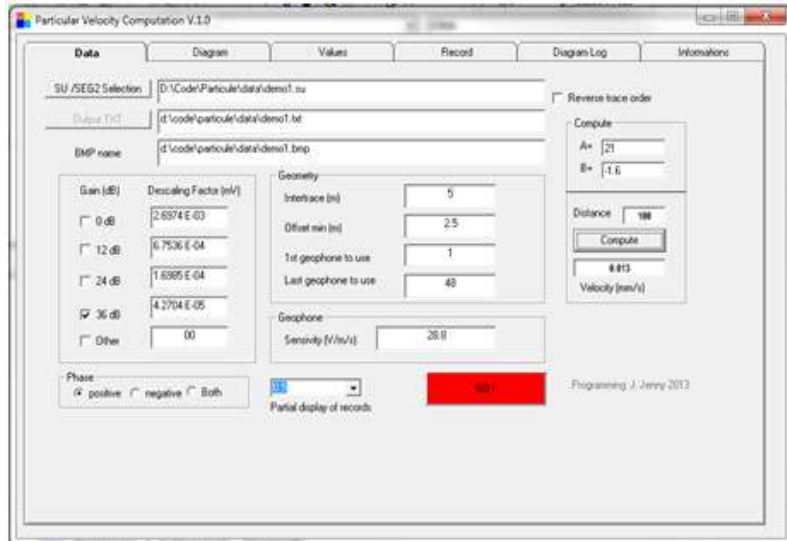 Particular Velocity Computation V.1.0
Data Diagram Values Record Diagram Log Informations
SU /SEG2 Selection D:\Code\Particule\data\demo1.su
Reverse trace order
Output TXT d:\code\particule\data\demo1.txt
Compute
A= 21
BMP name d:\code\particule\data\demo1.bmp
B= -1.6
Gain (dB) Descaling Factor (mV)
Geometry
Intertrace (m) 5
0 dB 2.6974 E-03
Offset min (m) 2.5
Distance 100
12 dB 6.7536 E-04
1st geophone to use 1
Compute
24 dB 1.6985 E-04
Last geophone to use 48
0.013
Velocity (mm/s)
36 dB 4.2704 E-05
Geophone
Other 00
Sensivity (V/m/s) 28.8
Phase
positive negative Both
Partial display of records
Programming J. Jenny 2013